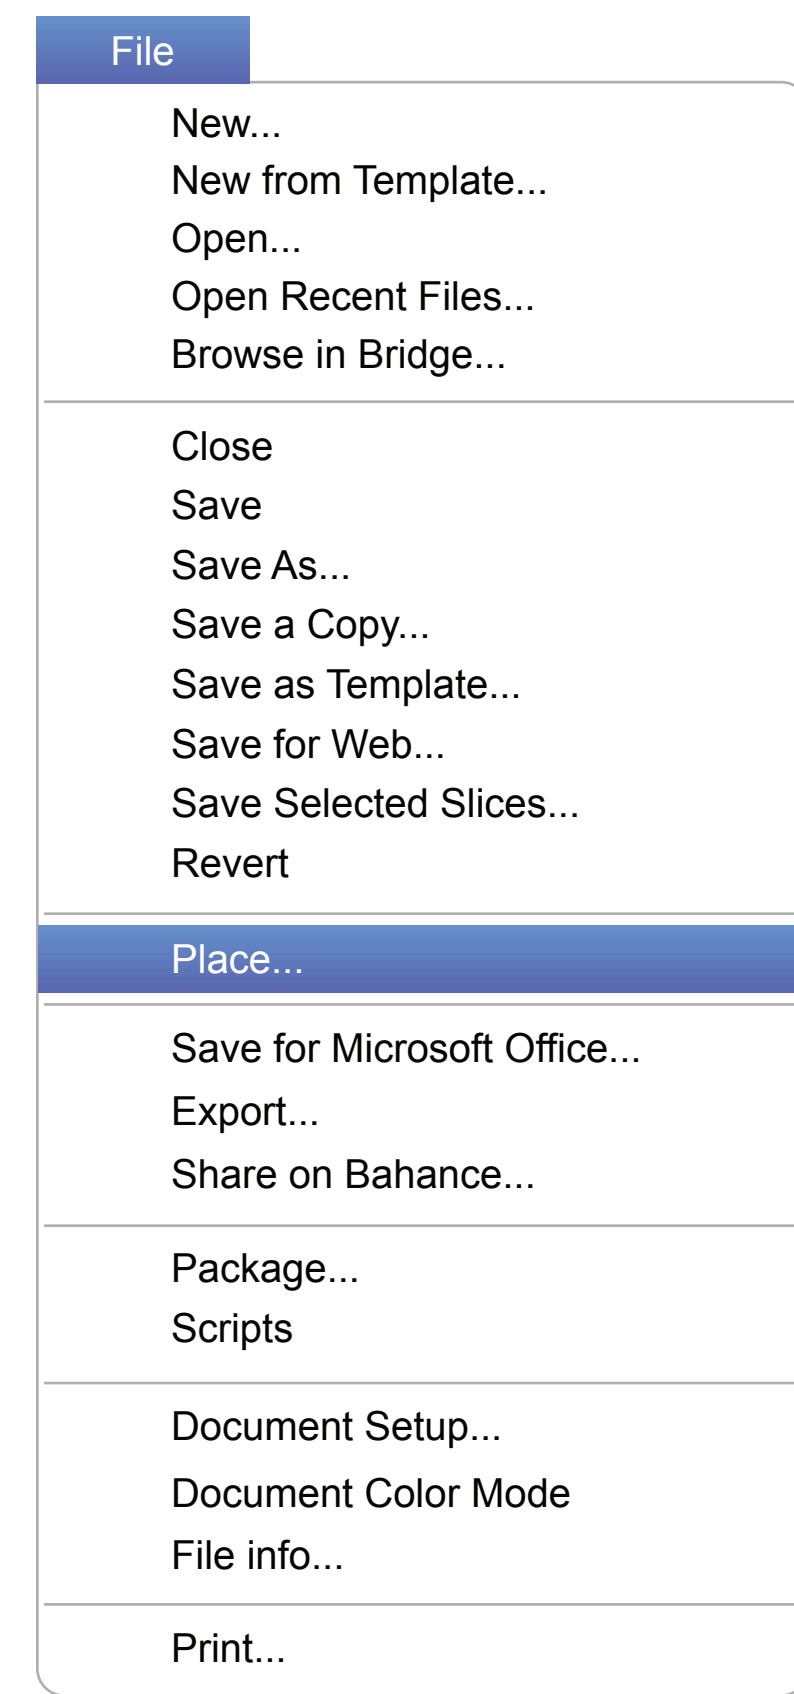 File
New...
New from Template...
Open...
Open Recent Files...
Browse in Bridge...
Close
Save
Save As...
Save a Copy...
Save as Template...
Save for Web...
Save Selected Slices...
Revert
Place...
Save for Microsoft Office...
Export...
Share on Bahance...
Package...
Scripts
Document Setup...
Document Color Mode
File info...
Print...